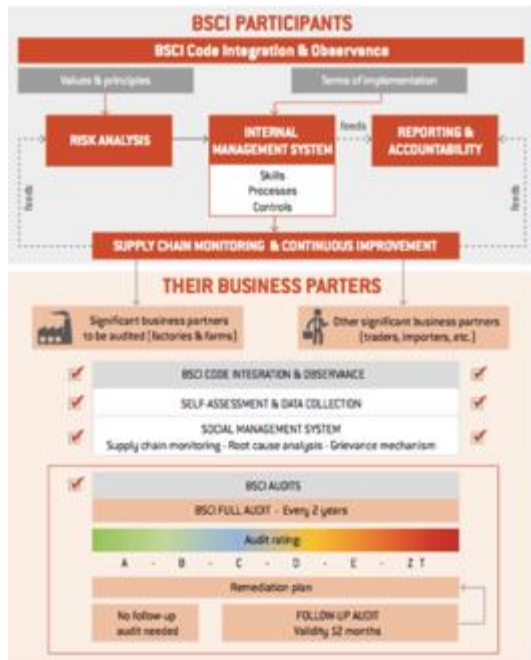 BSCI PARTICIPANTS
BSCI Code Integration & Observance
Values & principles
Terms of implementation
RISK ANALYSIS
INTERNAL
MANAGEMENT SYSTEM
feeds
REPORTING &
ACCOUNTABILITY
Skills
Processes
Controls
feeds
feeds
SUPPLY CHAIN MONITORING & CONTINUOUS IMPROVEMENT
THEIR BUSINESS PARTERS
Significant business partners
to be audited (factories & farms)
Other significant business partners
(traders, importers, etc.)
BSCI CODE INTEGRATION & OBSERVANCE
SELF-ASSESSMENT & DATA COLLECTION
SOCIAL MANAGEMENT SYSTEM
Supply chain monitoring - Root cause analysis - Grievance mechanism
BSCI AUDITS
BSCI FULL AUDIT - Every 2 years
Audit rating:
A - B - C - D - E - Z T
Remediation plan
No follow-up
audit needed
FOLLOW-UP AUDIT
Validity 12 months